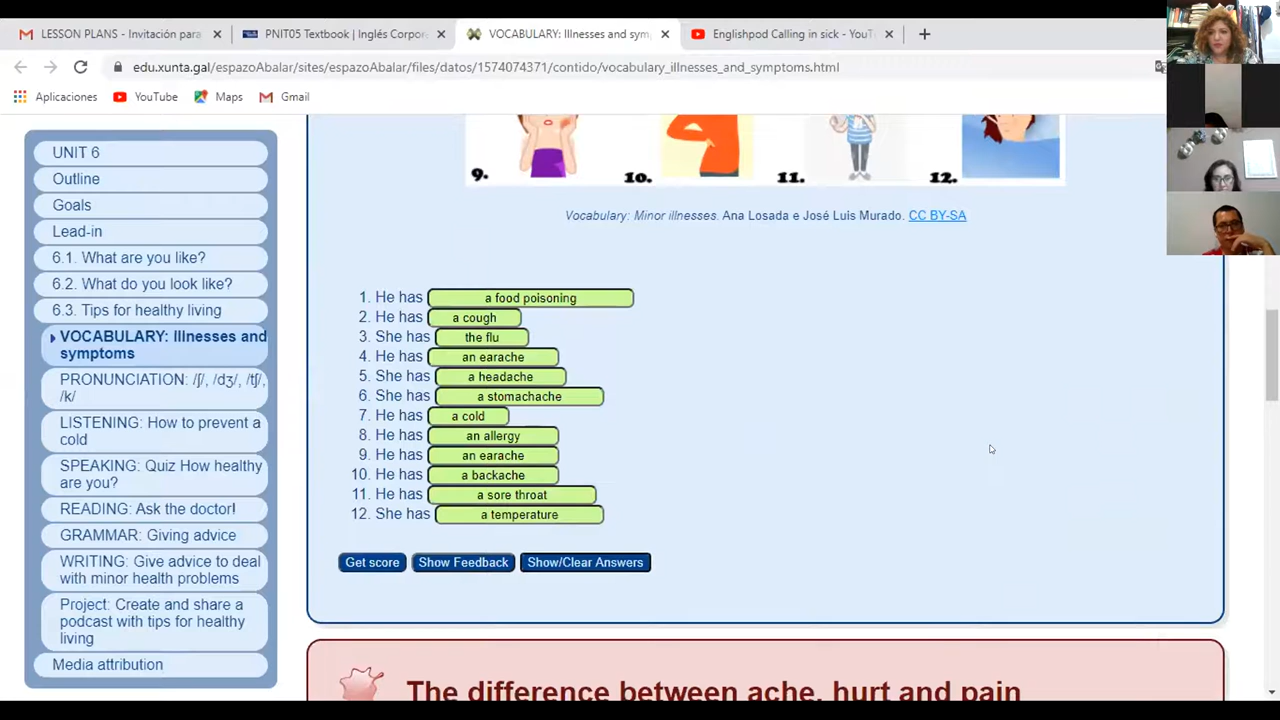 LESSON PLANS - Invitación para
PNIT05 Textbook | Inglés Corpor
VOCABULARY: Illnesses and sym
Englishpod Calling in sick - YouT
edu.xunta.gal/espazoAbalar/sites/espazoAbalar/files/datos/1574074371/contido/vocabulary_illnesses_and_symptoms.html
Aplicaciones YouTube Maps Gmail
UNIT 6
Outline
Goals
Lead-in
6.1. What are you like?
6.2. What do you look like?
6.3. Tips for healthy living
VOCABULARY: Illnesses and
symptoms
PRONUNCIATION: /ʃ/, /dʒ/, /tʃ/,
/k/
LISTENING: How to prevent a
cold
SPEAKING: Quiz How healthy
are you?
READING: Ask the doctor!
GRAMMAR: Giving advice
WRITING: Give advice to deal
with minor health problems
Project: Create and share a
podcast with tips for healthy
living
Media attribution
9. 10. 11. 12.
Vocabulary: Minor illnesses. Ana Losada e José Luis Murado. CC BY-SA
1. He has a food poisoning
2. He has a cough
3. She has the flu
4. He has an earache
5. She has a headache
6. She has a stomachache
7. He has a cold
8. He has an allergy
9. He has an earache
10. He has a backache
11. He has a sore throat
12. She has a temperature
Get score Show Feedback Show/Clear Answers
The difference between ache, hurt and pain